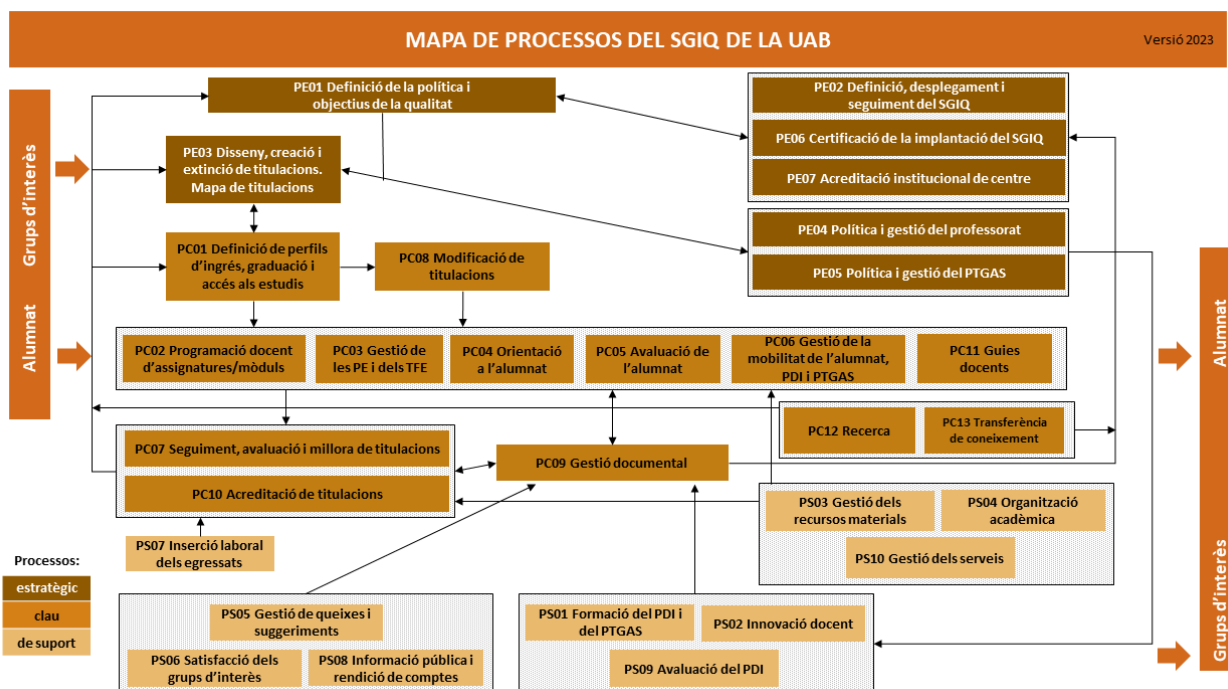 MAPA DE PROCESSOS DEL SGIQ DE LA UAB
Versió 2023
Grups d'interès
Alumnat
PE01 Definició de la política i
objectius de la qualitat
PE02 Definició, desplegament i
seguiment del SGIQ
PE06 Certificació de la implantació del SGIQ
PE07 Acreditació institucional de centre
PE03 Disseny, creació i
extinció de titulacions.
Mapa de titulacions
PE04 Política i gestió del professorat
PE05 Política i gestió del PTGAS
PC01 Definició de perfils
d'ingrés, graduació i
accés als estudis
PC08 Modificació de
titulacions
PC02 Programació docent
d'assignatures/mòduls
PC03 Gestió de
les PE i dels TFE
PC04 Orientació
a l'alumnat
PC05 Avaluació de
l'alumnat
PC06 Gestió de la
mobilitat de l'alumnat,
PDI i PTGAS
PC11 Guies
docents
PC12 Recerca
PC13 Transferència
de coneixement
PC07 Seguiment, avaluació i millora de titulacions
PC10 Acreditació de titulacions
PC09 Gestió documental
PS03 Gestió dels
recursos materials
PS04 Organització
acadèmica
PS10 Gestió dels serveis
PS07 Inserció laboral
dels egressats
Processos:
estratègic
clau
de suport
PS05 Gestió de queixes i
suggeriments
PS06 Satisfacció dels
grups d'interès
PS08 Informació pública i
rendició de comptes
PS01 Formació del PDI i
del PTGAS
PS02 Innovació docent
PS09 Avaluació del PDI
Alumnat
Grups d'interès